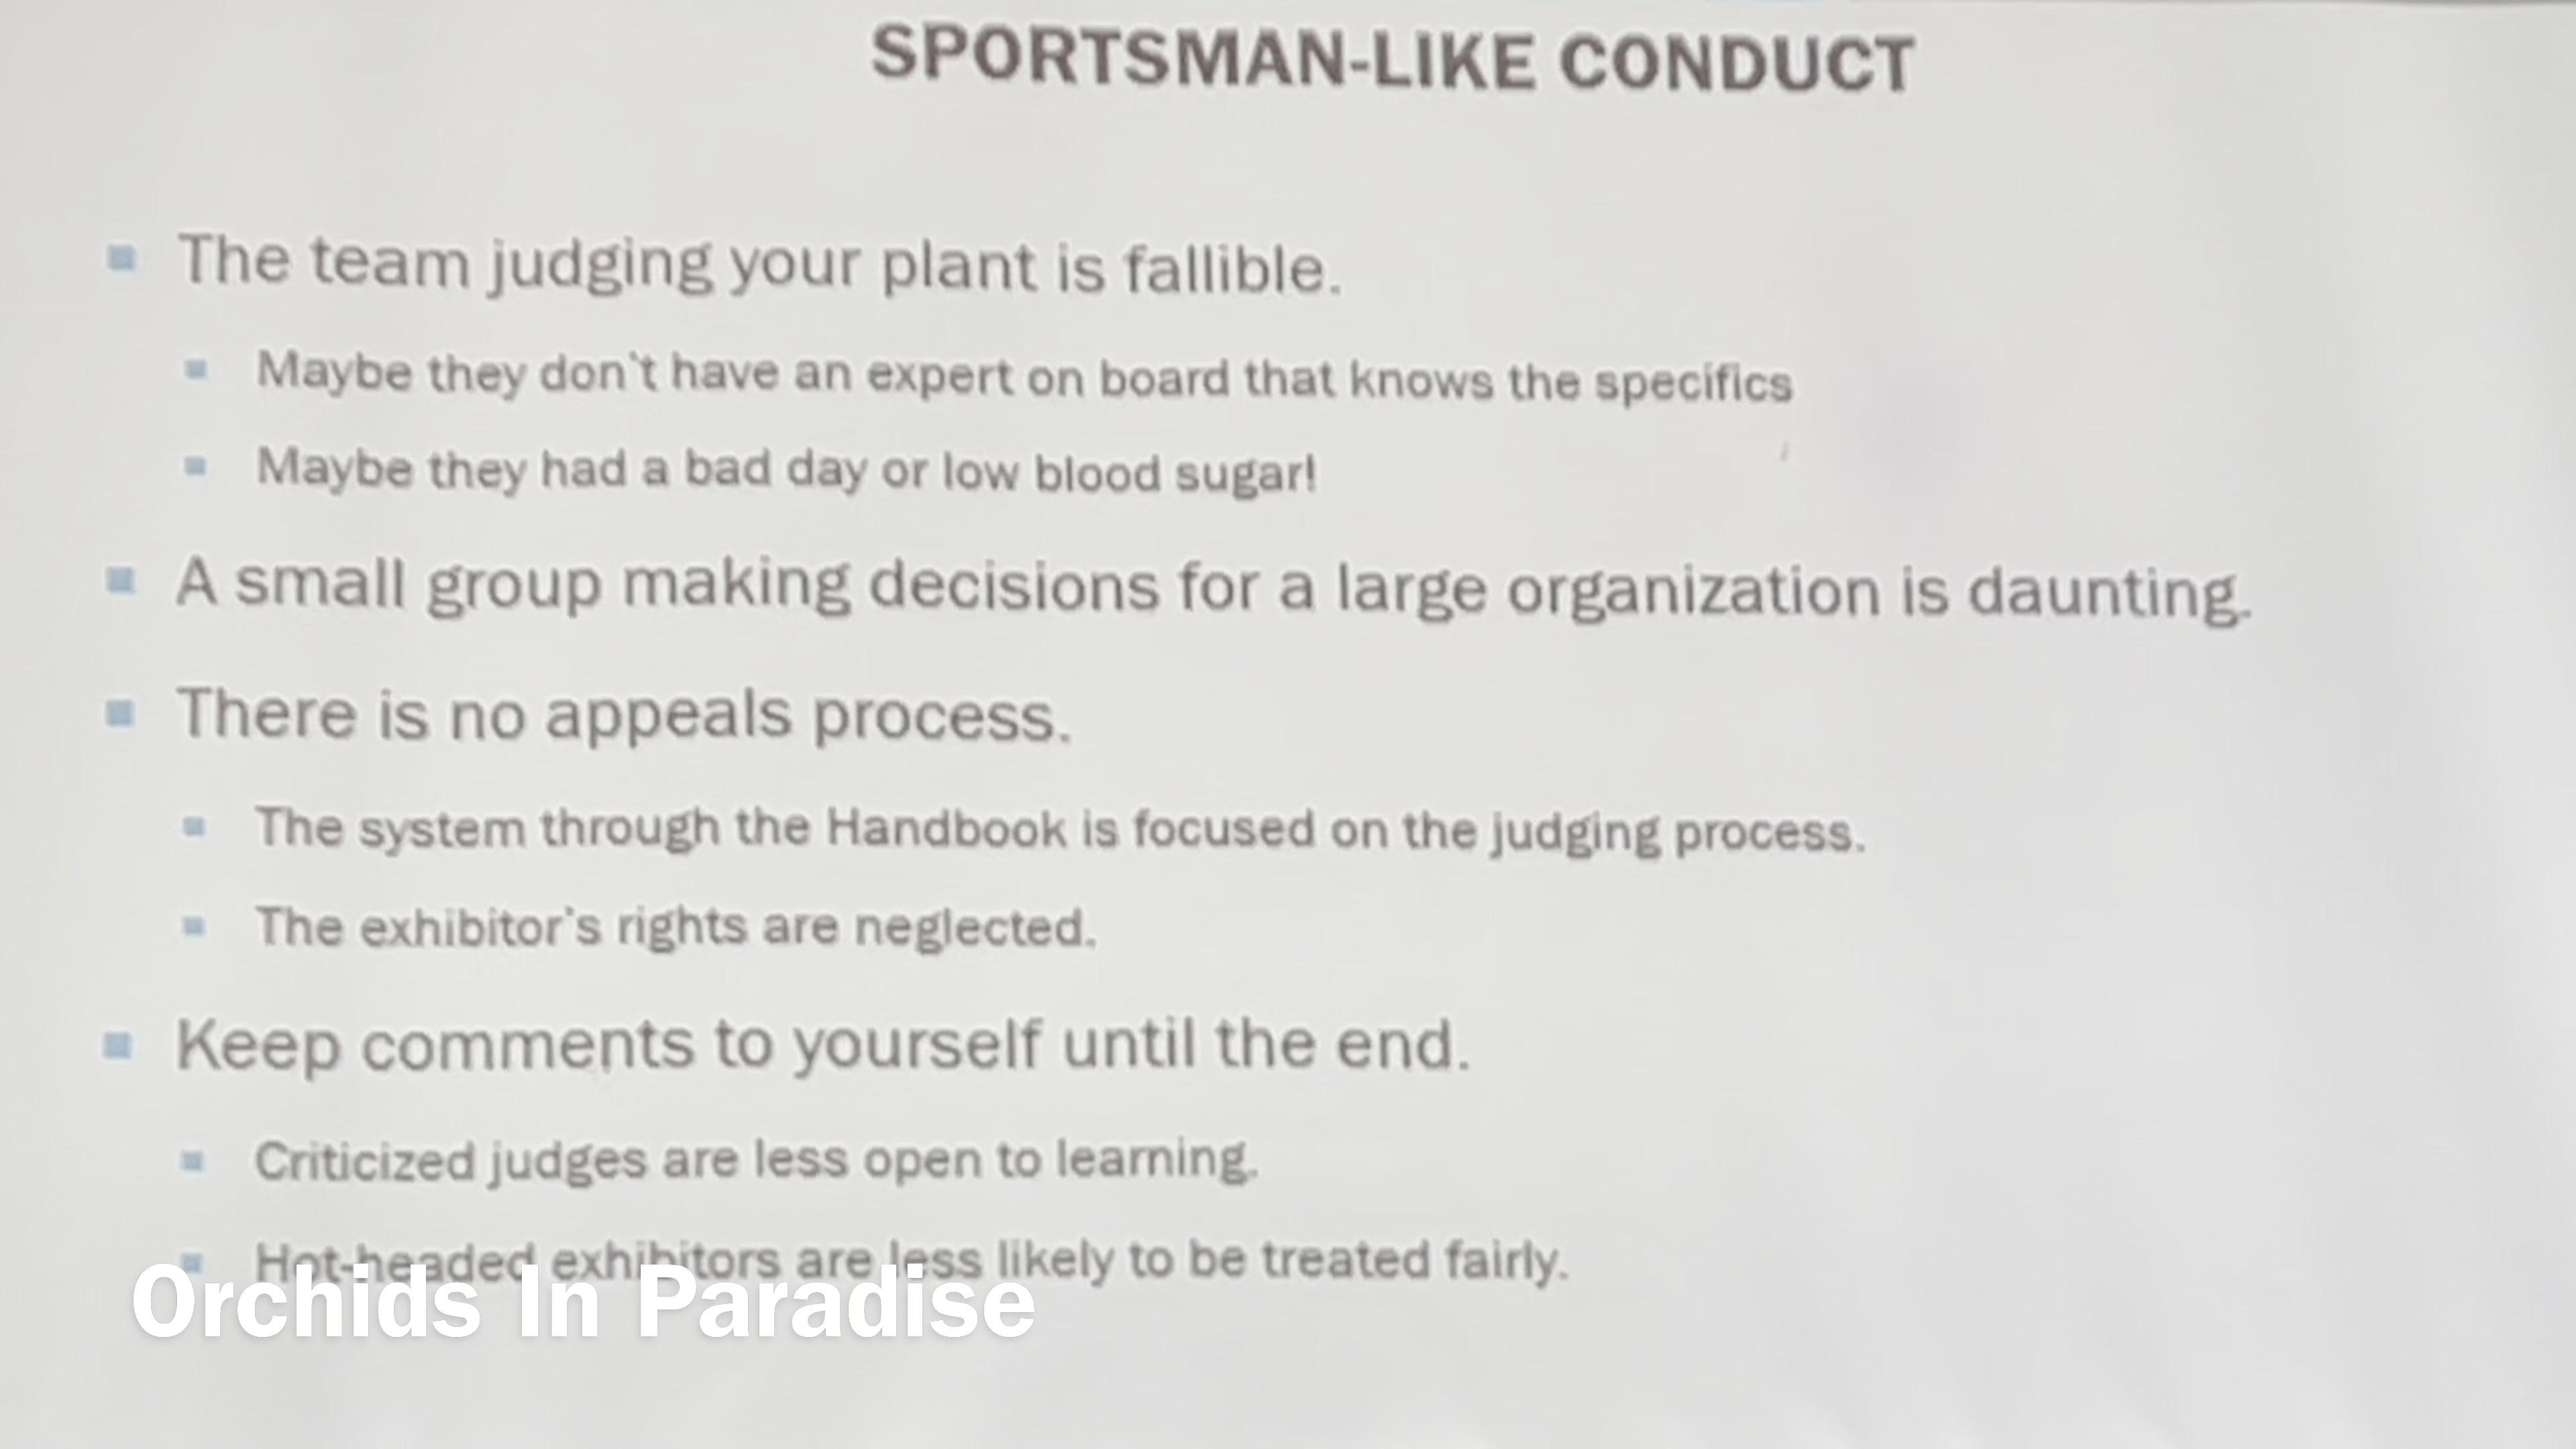 SPORTSMAN-LIKE CONDUCT
The team judging your plant is fallible.
Maybe they don't have an expert on board that knows the specifics
Maybe they had a bad day or low blood sugar!
A small group making decisions for a large organization is daunting.
There is no appeals process.
The system through the Handbook is focused on the judging process.
The exhibitor's rights are neglected.
Keep comments to yourself until the end.
Criticized judges are less open to learning.
Hot-headed exhibitors are less likely to be treated fairly.
Orchids In Paradise